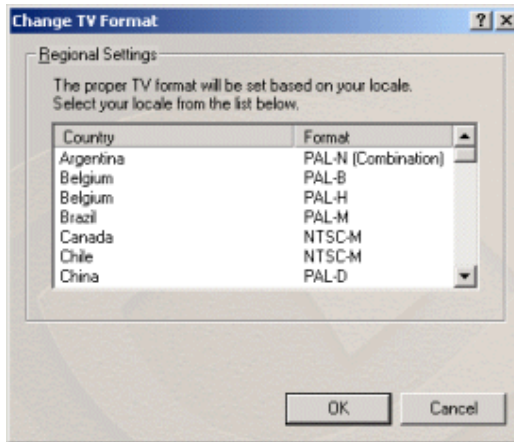 Change TV Format
Regional Settings
The proper TV format will be set based on your locale.
Select your locale from the list below.
Country Format
Argentina PAL-N (Combination)
Belgium PAL-B
Belgium PAL-H
Brazil PAL-M
Canada NTSC-M
Chile NTSC-M
China PAL-D
OK Cancel